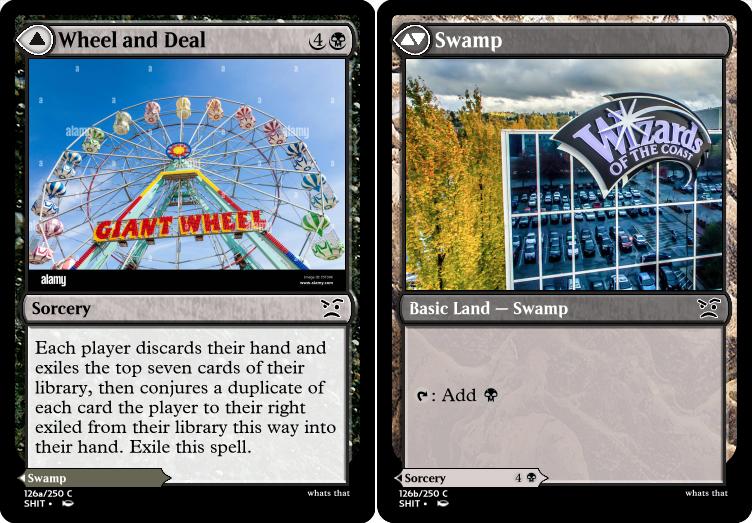 Wheel and Deal
4
a a a a
alamy
a a
alamy
GIANT WHEEL
alamy
www.alamy.com
Sorcery
Each player discards their hand and
exiles the top seven cards of their
library, then conjures a duplicate of
each card the player to their right
exiled from their library this way into
their hand. Exile this spell.
Swamp
126a/250 C
SHIT •
whats that
Swamp
Wizards
OF THE COAST
Basic Land — Swamp
: Add
Sorcery 4
126b/250 C
SHIT •
whats that